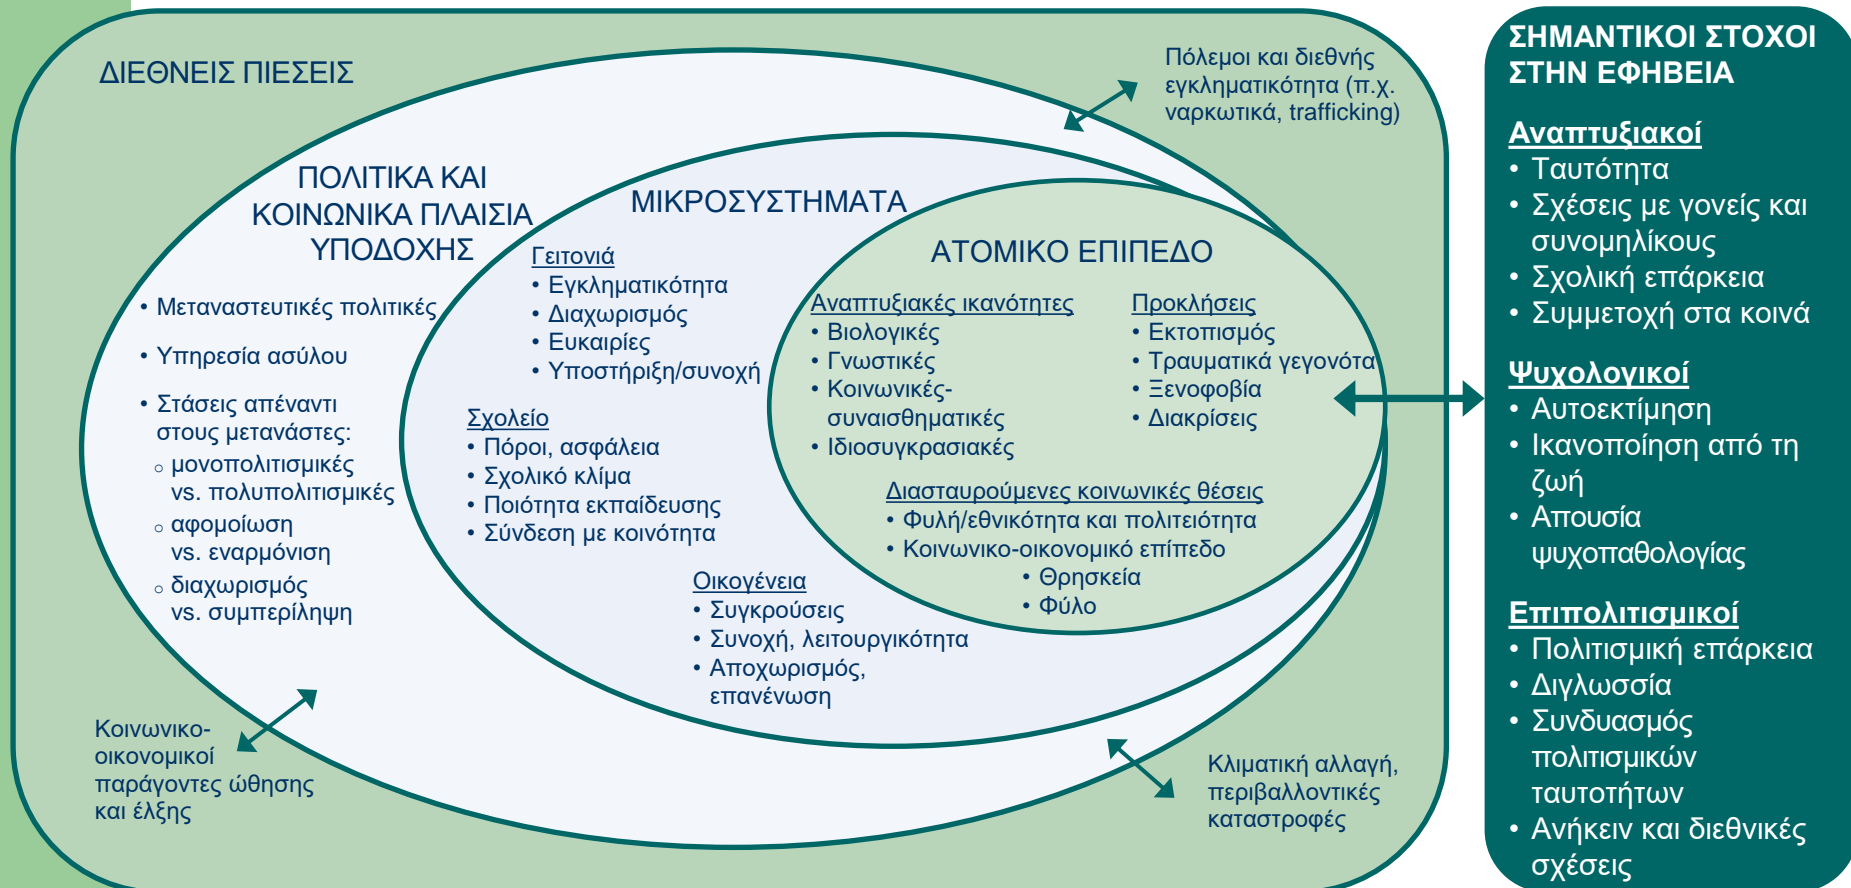 ΔΙΕΘΝΕΙΣ ΠΙΕΣΕΙΣ
Πόλεμοι και διεθνής
εγκληματικότητα (π.χ.
ναρκωτικά, trafficking)
ΠΟΛΙΤΙΚΑ ΚΑΙ
ΚΟΙΝΩΝΙΚΑ ΠΛΑΙΣΙΑ
ΥΠΟΔΟΧΗΣ
• Μεταναστευτικές πολιτικές
• Υπηρεσία ασύλου
• Στάσεις απέναντι
στους μετανάστες:
○ μονοπολιτισμικές
vs. πολυπολιτισμικές
○ αφομοίωση
vs. εναρμόνιση
○ διαχωρισμός
vs. συμπερίληψη
ΜΙΚΡΟΣΥΣΤΗΜΑΤΑ
Γειτονιά
• Εγκληματικότητα
• Διαχωρισμός
• Ευκαιρίες
• Υποστήριξη/συνοχή
Σχολείο
• Πόροι, ασφάλεια
• Σχολικό κλίμα
• Ποιότητα εκπαίδευσης
• Σύνδεση με κοινότητα
Οικογένεια
• Συγκρούσεις
• Συνοχή, λειτουργικότητα
• Αποχωρισμός,
επανένωση
ΑΤΟΜΙΚΟ ΕΠΙΠΕΔΟ
Αναπτυξιακές ικανότητες
• Βιολογικές
• Γνωστικές
• Κοινωνικές-
συναισθηματικές
• Ιδιοσυγκρασιακές
Προκλήσεις
• Εκτοπισμός
• Τραυματικά γεγονότα
• Ξενοφοβία
• Διακρίσεις
Διασταυρούμενες κοινωνικές θέσεις
• Φυλή/εθνικότητα και πολιτειότητα
• Κοινωνικο-οικονομικό επίπεδο
• Θρησκεία
• Φύλο
Κοινωνικο-
οικονομικοί
παράγοντες ώθησης
και έλξης
Κλιματική αλλαγή,
περιβαλλοντικές
καταστροφές
ΣΗΜΑΝΤΙΚΟΙ ΣΤΟΧΟΙ
ΣΤΗΝ ΕΦΗΒΕΙΑ
Αναπτυξιακοί
• Ταυτότητα
• Σχέσεις με γονείς και
συνομηλίκους
• Σχολική επάρκεια
• Συμμετοχή στα κοινά
Ψυχολογικοί
• Αυτοεκτίμηση
• Ικανοποίηση από τη
ζωή
• Απουσία
ψυχοπαθολογίας
Επιπολιτισμικοί
• Πολιτισμική επάρκεια
• Διγλωσσία
• Συνδυασμός
πολιτισμικών
ταυτοτήτων
• Ανήκειν και διεθνικές
σχέσεις